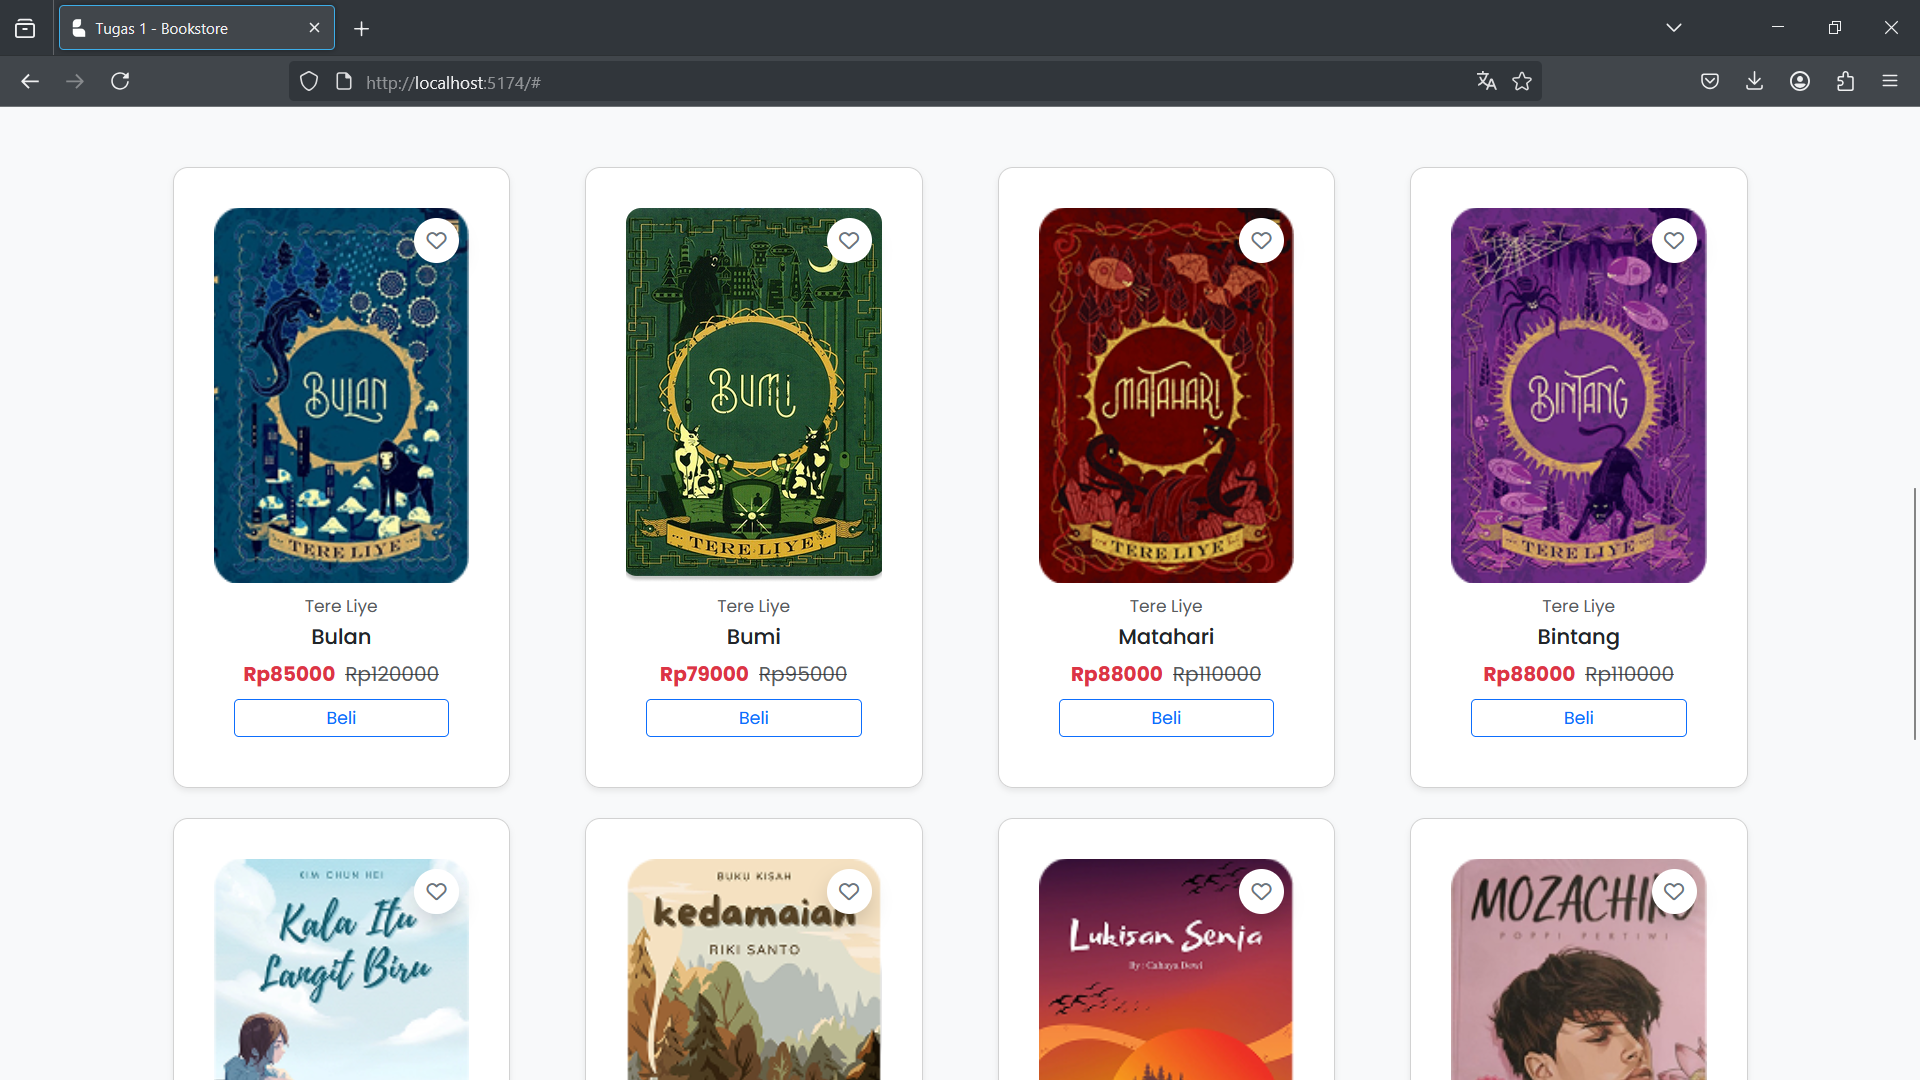 Tugas 1 - Bookstore
http://localhost:5174/#
BULAN
TERE LIYE
Tere Liye
Bulan
Rp85000 Rp120000
Beli
BUMI
TERE LIYE
Tere Liye
Bumi
Rp79000 Rp95000
Beli
MATAHARI
TERE LIYE
Tere Liye
Matahari
Rp88000 Rp110000
Beli
BINTANG
TERE LIYE
Tere Liye
Bintang
Rp88000 Rp110000
Beli
KIM CHUN HEI
Kala Itu
Langit Biru
BUKU KISAH
kedamaian
RIKI SANTO
Lukisan Senja
By: Cahaya Dewi
POPPI PERTIWI